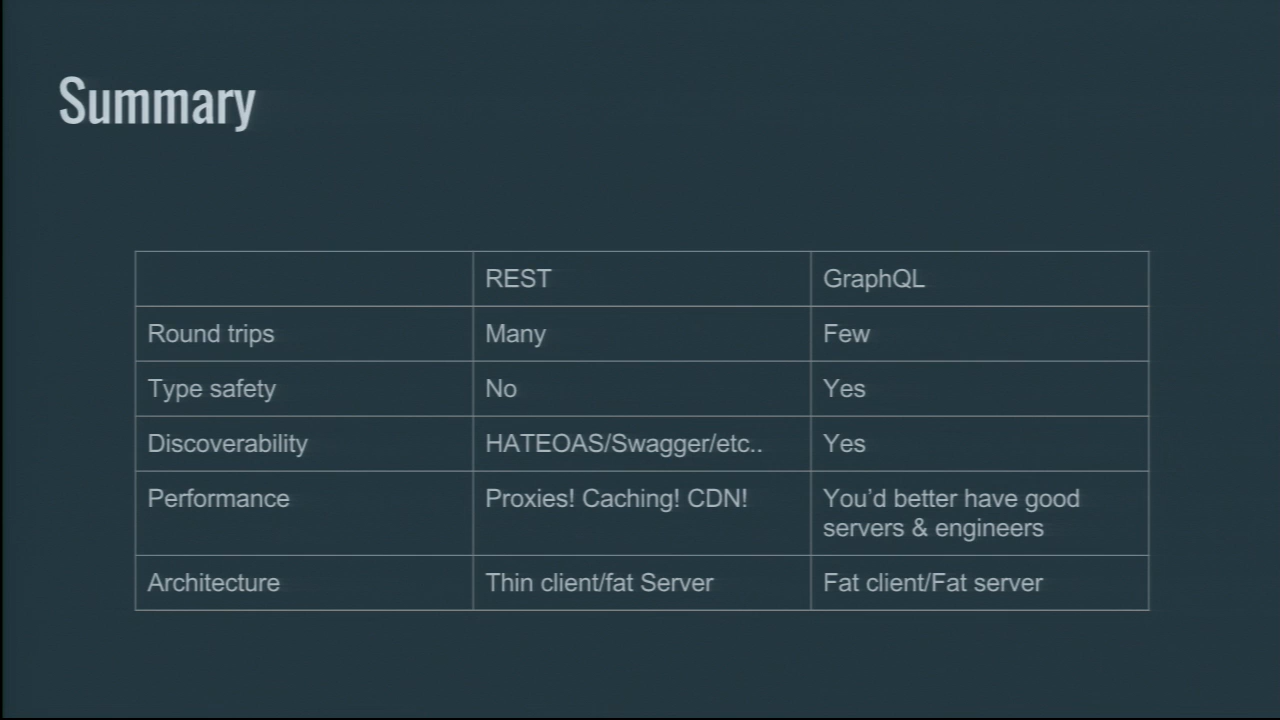 Summary
REST GraphQL
Round trips Many Few
Type safety No Yes
Discoverability HATEOAS/Swagger/etc.. Yes
Performance Proxies! Caching! CDN! You'd better have good
servers & engineers
Architecture Thin client/fat Server Fat client/Fat server